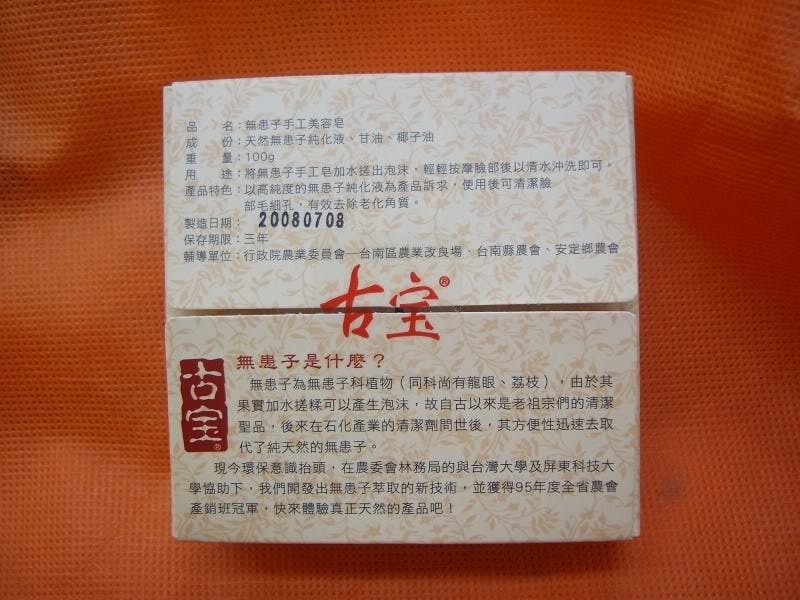 品　　名：無患子手工美容皂
成　　份：天然無患子純化液、甘油、椰子油
重　　量：100g
用　　途：將無患子手工皂加水搓出泡沫，輕輕按摩臉部後以清水沖洗即可。
產品特色：以高純度的無患子純化液為產品訴求，使用後可清潔臉
部毛細孔，有效去除老化角質。
製造日期：20080708
保存期限：三年
輔導單位：行政院農業委員會－台南區農業改良場、台南縣農會、安定鄉農會
古宝®
古宝®
無患子是什麼？
無患子為無患子科植物（同科尚有龍眼、荔枝），由於其
果實加水搓糅可以產生泡沫，故自古以來是老祖宗們的清潔
聖品，後來在石化產業的清潔劑問世後，其方便性迅速去取
代了純天然的無患子。
現今環保意識抬頭，在農委會林務局的與台灣大學及屏東科技大
學協助下，我們開發出無患子萃取的新技術，並獲得95年度全省農會
產銷班冠軍，快來體驗真正天然的產品吧！